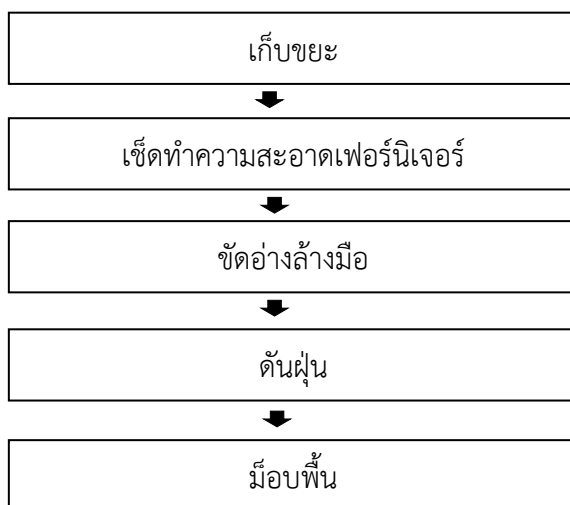 เก็บขยะ
เช็ดทำความสะอาดเฟอร์นิเจอร์
ขัดอ่างล้างมือ
ดันฝุ่น
ม็อบพื้น